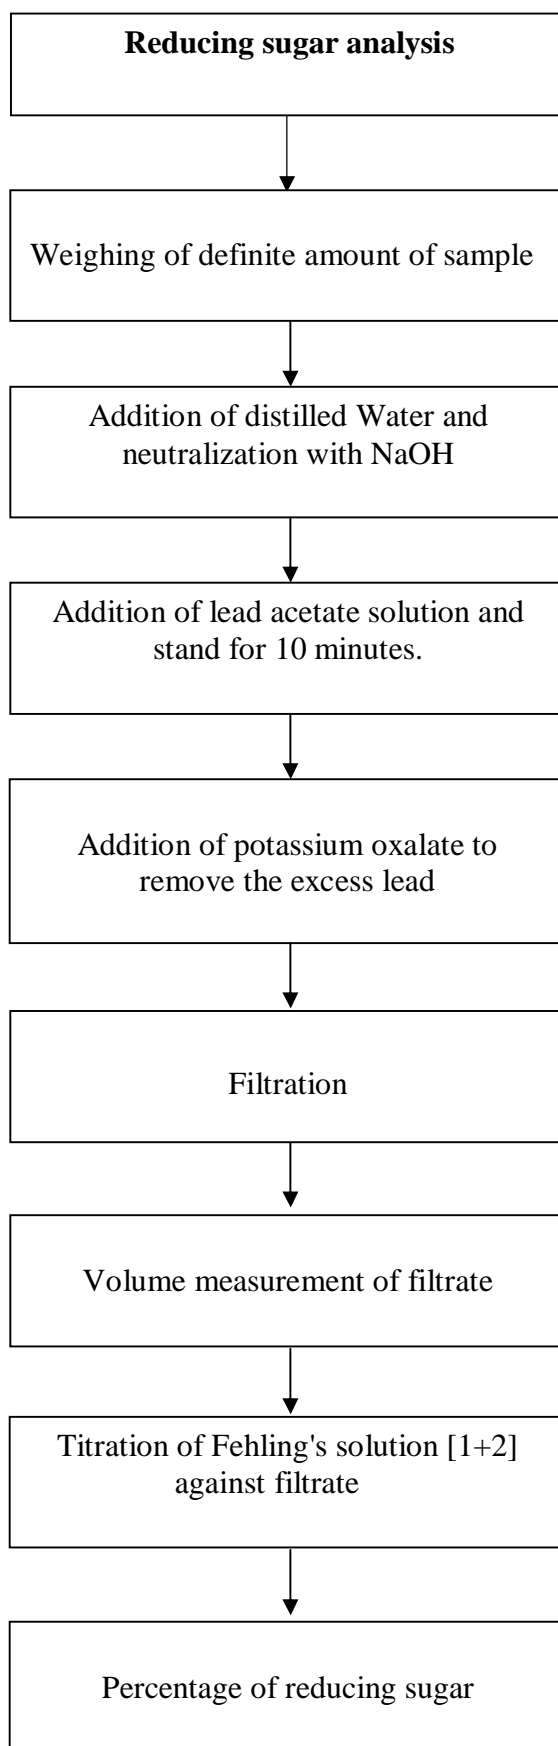 Reducing sugar analysis
Weighing of definite amount of sample
Addition of distilled Water and
neutralization with NaOH
Addition of lead acetate solution and
stand for 10 minutes.
Addition of potassium oxalate to
remove the excess lead
Filtration
Volume measurement of filtrate
Titration of Fehling's solution [1+2]
against filtrate
Percentage of reducing sugar